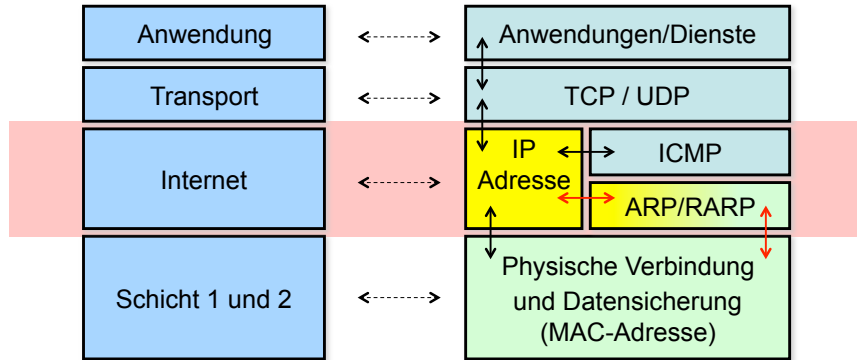 Anwendung
Anwendungen/Dienste
Transport
TCP / UDP
Internet
IP
Adresse
ICMP
ARP/RARP
Schicht 1 und 2
Physische Verbindung
und Datensicherung
(MAC-Adresse)